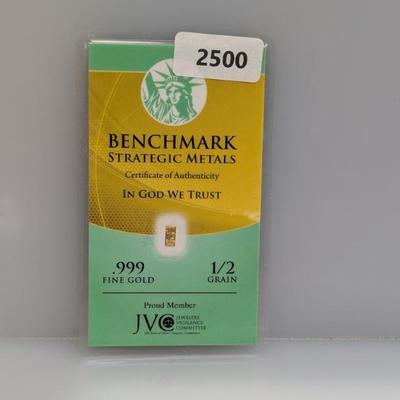 2500
BENCHMARK
STRATEGIC METALS
Certificate of Authenticity
IN GOD WE TRUST
.999
FINE GOLD
1/2
GRAIN
Proud Member
JVC
JEWELERS
VIGILANCE
COMMITTEE